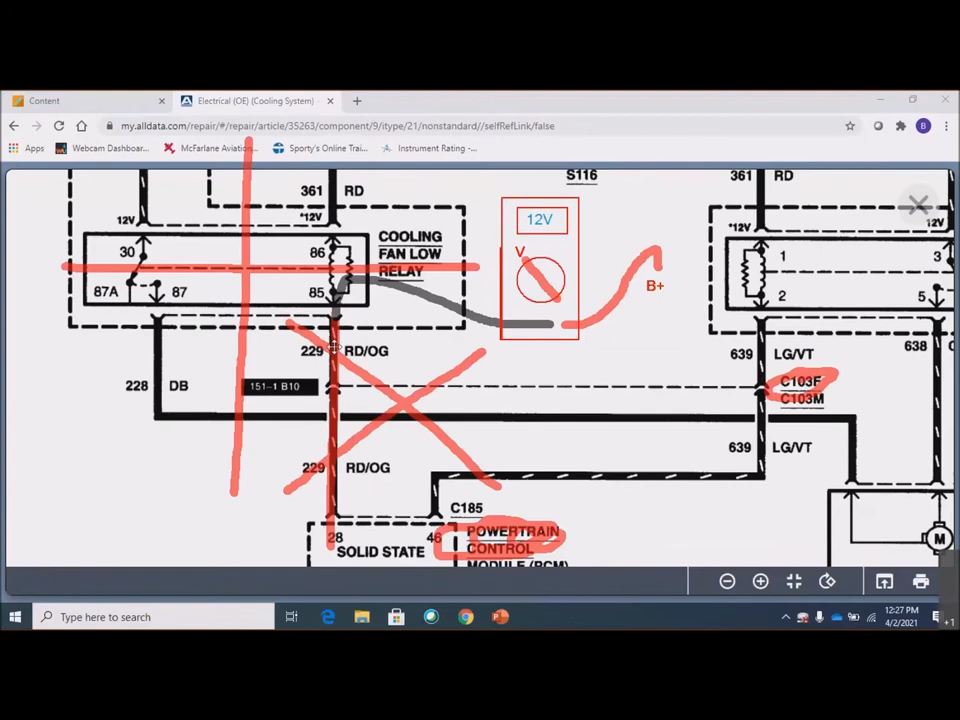 Content
Electrical (OE) (Cooling System)
my.alldata.com/repair/#/repair/article/35263/component/9/itype/21/nonstandard//selfRefLink/false
B
Apps
Webcam Dashboar...
McFarlane Aviation...
Sporty's Online Trai...
Instrument Rating -...
361 RD
S116
361 RD
12V
*12V
12V
*12V
12V
30
86
COOLING
FAN LOW
RELAY
V
1
3
87A
87
85
B+
2
5
229 RD/OG
639 LG/VT
638
228 DB
151-1 B10
C103F
C103M
639 LG/VT
229 RD/OG
C185
28
46
POWERTRAIN
SOLID STATE
CONTROL
MODULE (PCM)
M
Type here to search
12:27 PM
4/2/2021
+1